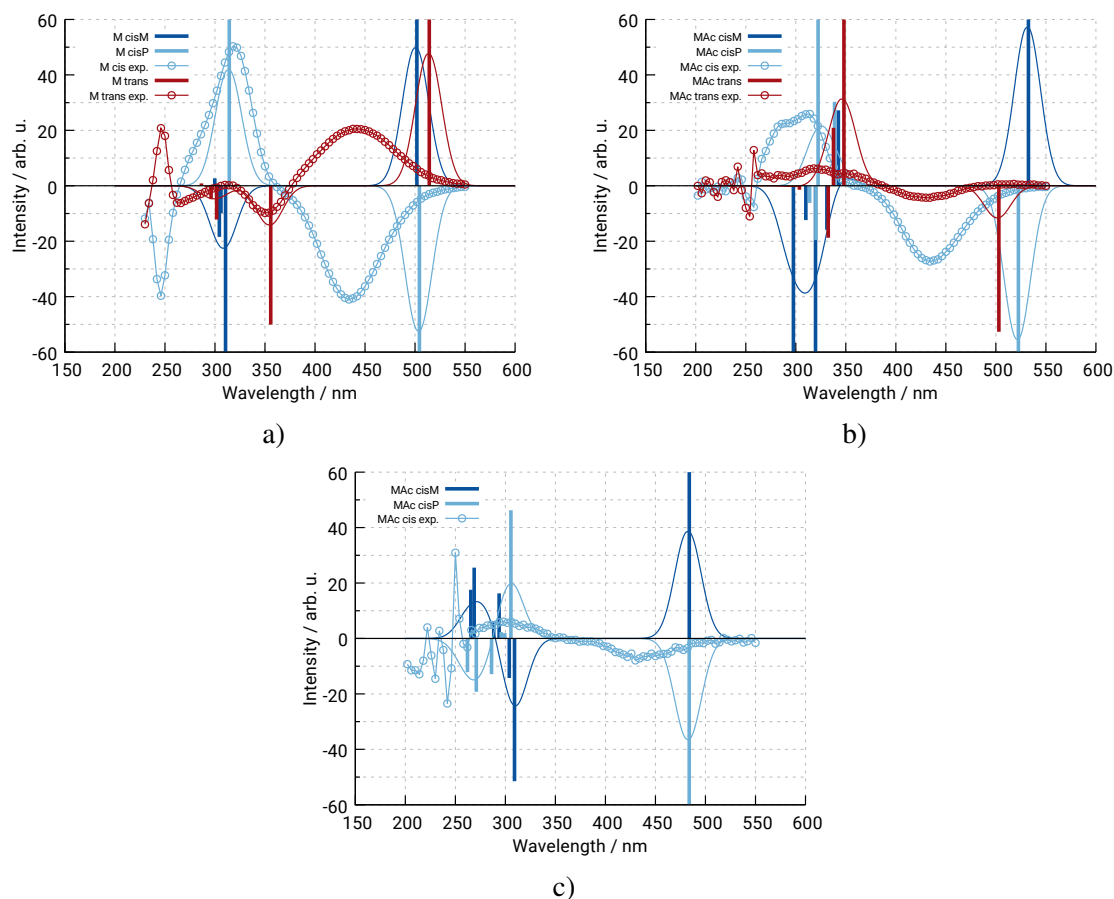 M cisM
M cisP
M cis exp.
M trans
M trans exp.
Intensity / arb. u.
60
40
20
0
-20
-40
-60
150 200 250 300 350 400 450 500 550 600
Wavelength / nm
a)
MAc cisM
MAc cisP
MAc cis exp.
MAc trans
MAc trans exp.
Intensity / arb. u.
60
40
20
0
-20
-40
-60
150 200 250 300 350 400 450 500 550 600
Wavelength / nm
b)
MAc cisM
MAc cisP
MAc cis exp.
Intensity / arb. u.
60
40
20
0
-20
-40
-60
150 200 250 300 350 400 450 500 550 600
Wavelength / nm
c)